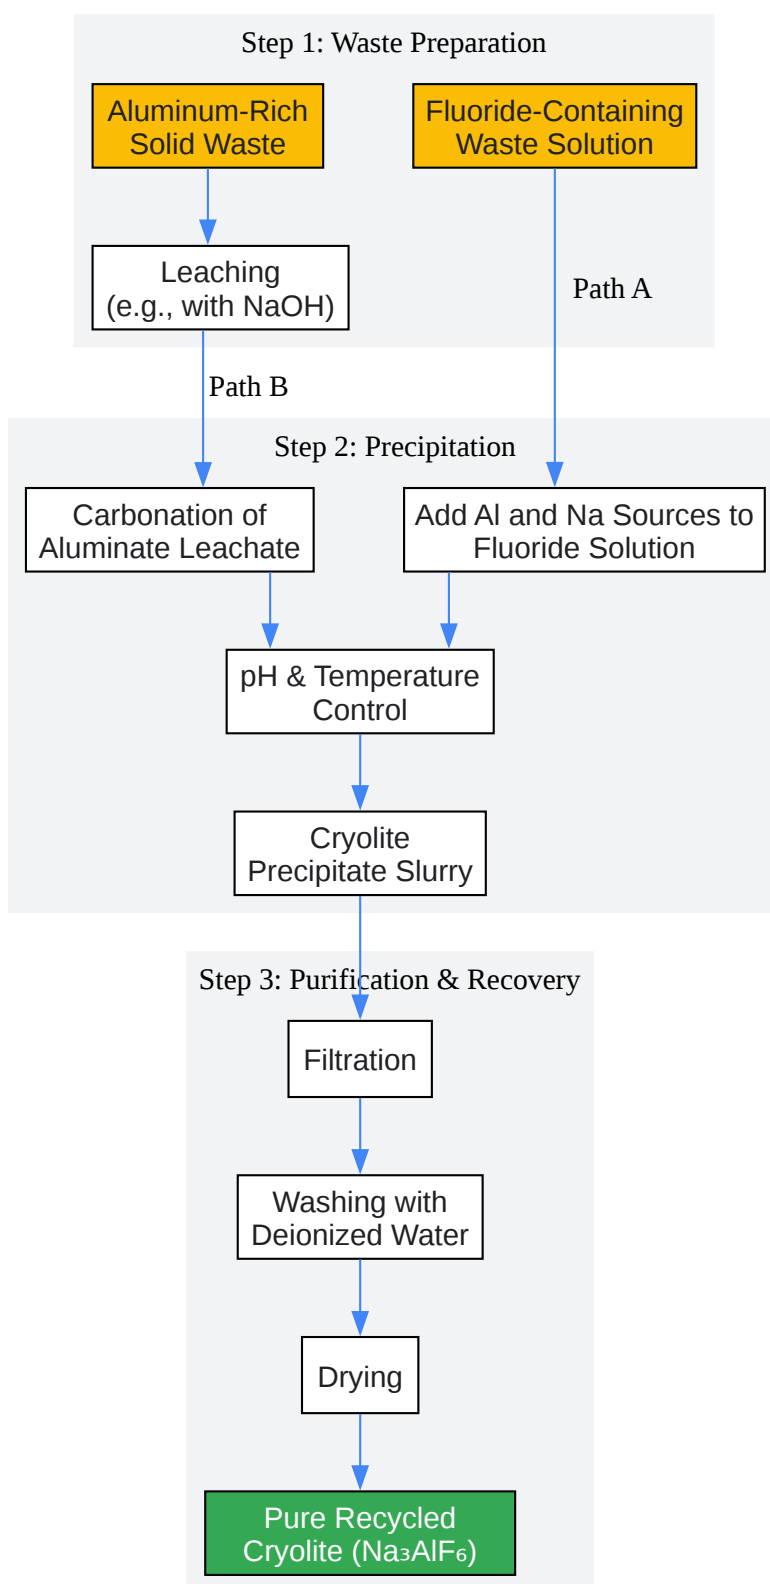 Step 1: Waste Preparation
Aluminum-Rich
Solid Waste
Fluoride-Containing
Waste Solution
Leaching
(e.g., with NaOH)
Path A
Path B
Step 2: Precipitation
Carbonation of
Aluminate Leachate
Add Al and Na Sources to
Fluoride Solution
pH & Temperature
Control
Cryolite
Precipitate Slurry
Step 3: Purification & Recovery
Filtration
Washing with
Deionized Water
Drying
Pure Recycled
Cryolite (Na₃AlF₆)